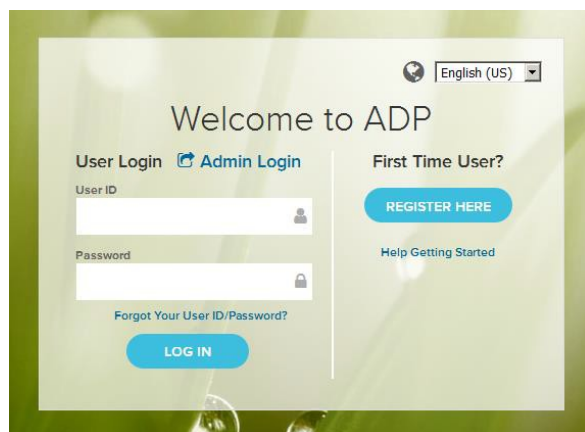 English (US)
Welcome to ADP
User Login Admin Login
User ID
Password
Forgot Your User ID/Password?
LOG IN
First Time User?
REGISTER HERE
Help Getting Started